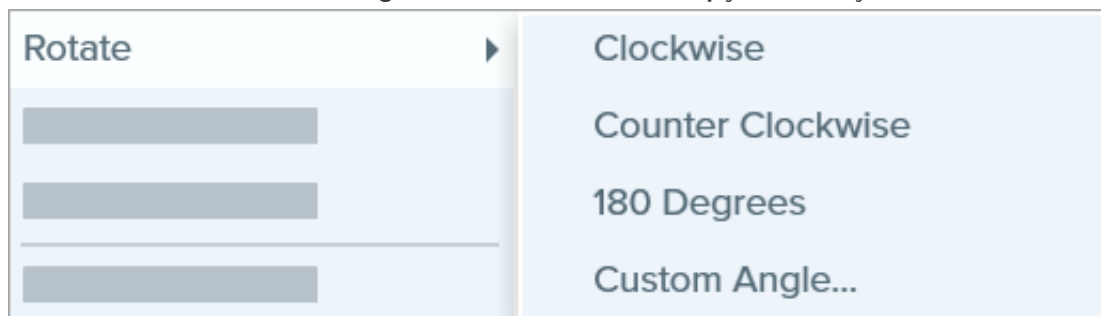 Rotate
Clockwise
Counter Clockwise
180 Degrees
Custom Angle...